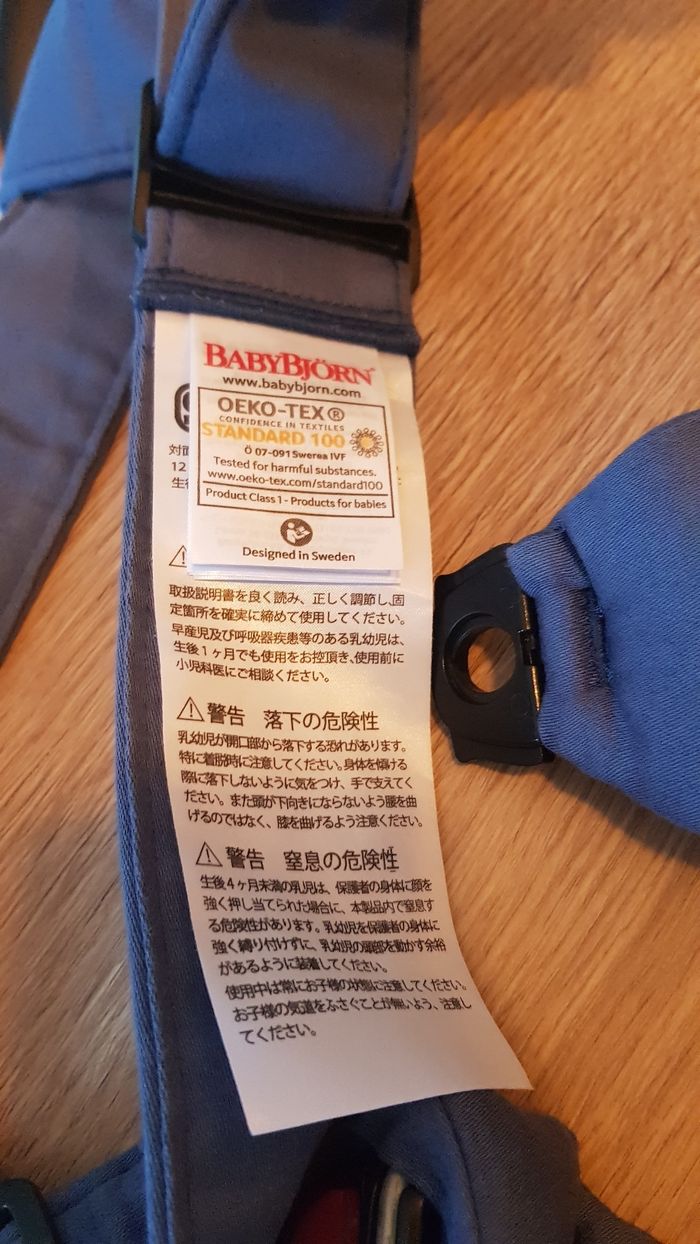 BABYBJÖRN®
www.babybjorn.com
OEKO-TEX®
CONFIDENCE IN TEXTILES
STANDARD 100
Ö 07-091 Swerea IVF
Tested for harmful substances.
www.oeko-tex.com/standard100
Product Class 1 - Products for babies
Designed in Sweden
対面
12
生後
取扱説明書を良く読み、正しく調節し、固
定箇所を確実に締めて使用してください。
早産児及び呼吸器疾患等のある乳幼児は、
生後1ヶ月でも使用をお控頂き、使用前に
小児科医にご相談ください。
⚠警告 落下の危険性
乳幼児が開口部から落下する恐れがあります。
特に着脱時に注意してください。身体を傾ける
際に落下しないように気をつけ、手で支えてく
ださい。また頭が下向きにならないよう腰を曲
げるのではなく、膝を曲げるよう注意ください。
⚠警告 窒息の危険性
生後4ヶ月未満の乳児は、保護者の身体に顔を
強く押し当てられた場合に、本製品内で窒息す
る危険性があります。乳幼児を保護者の身体に
強く縛り付けずに、乳幼児の頭部を動かす余裕
があるように装着してください。
使用中は常にお子様の状態に注意してください。
お子様の気道をふさぐことが無いよう、注意し
てください。